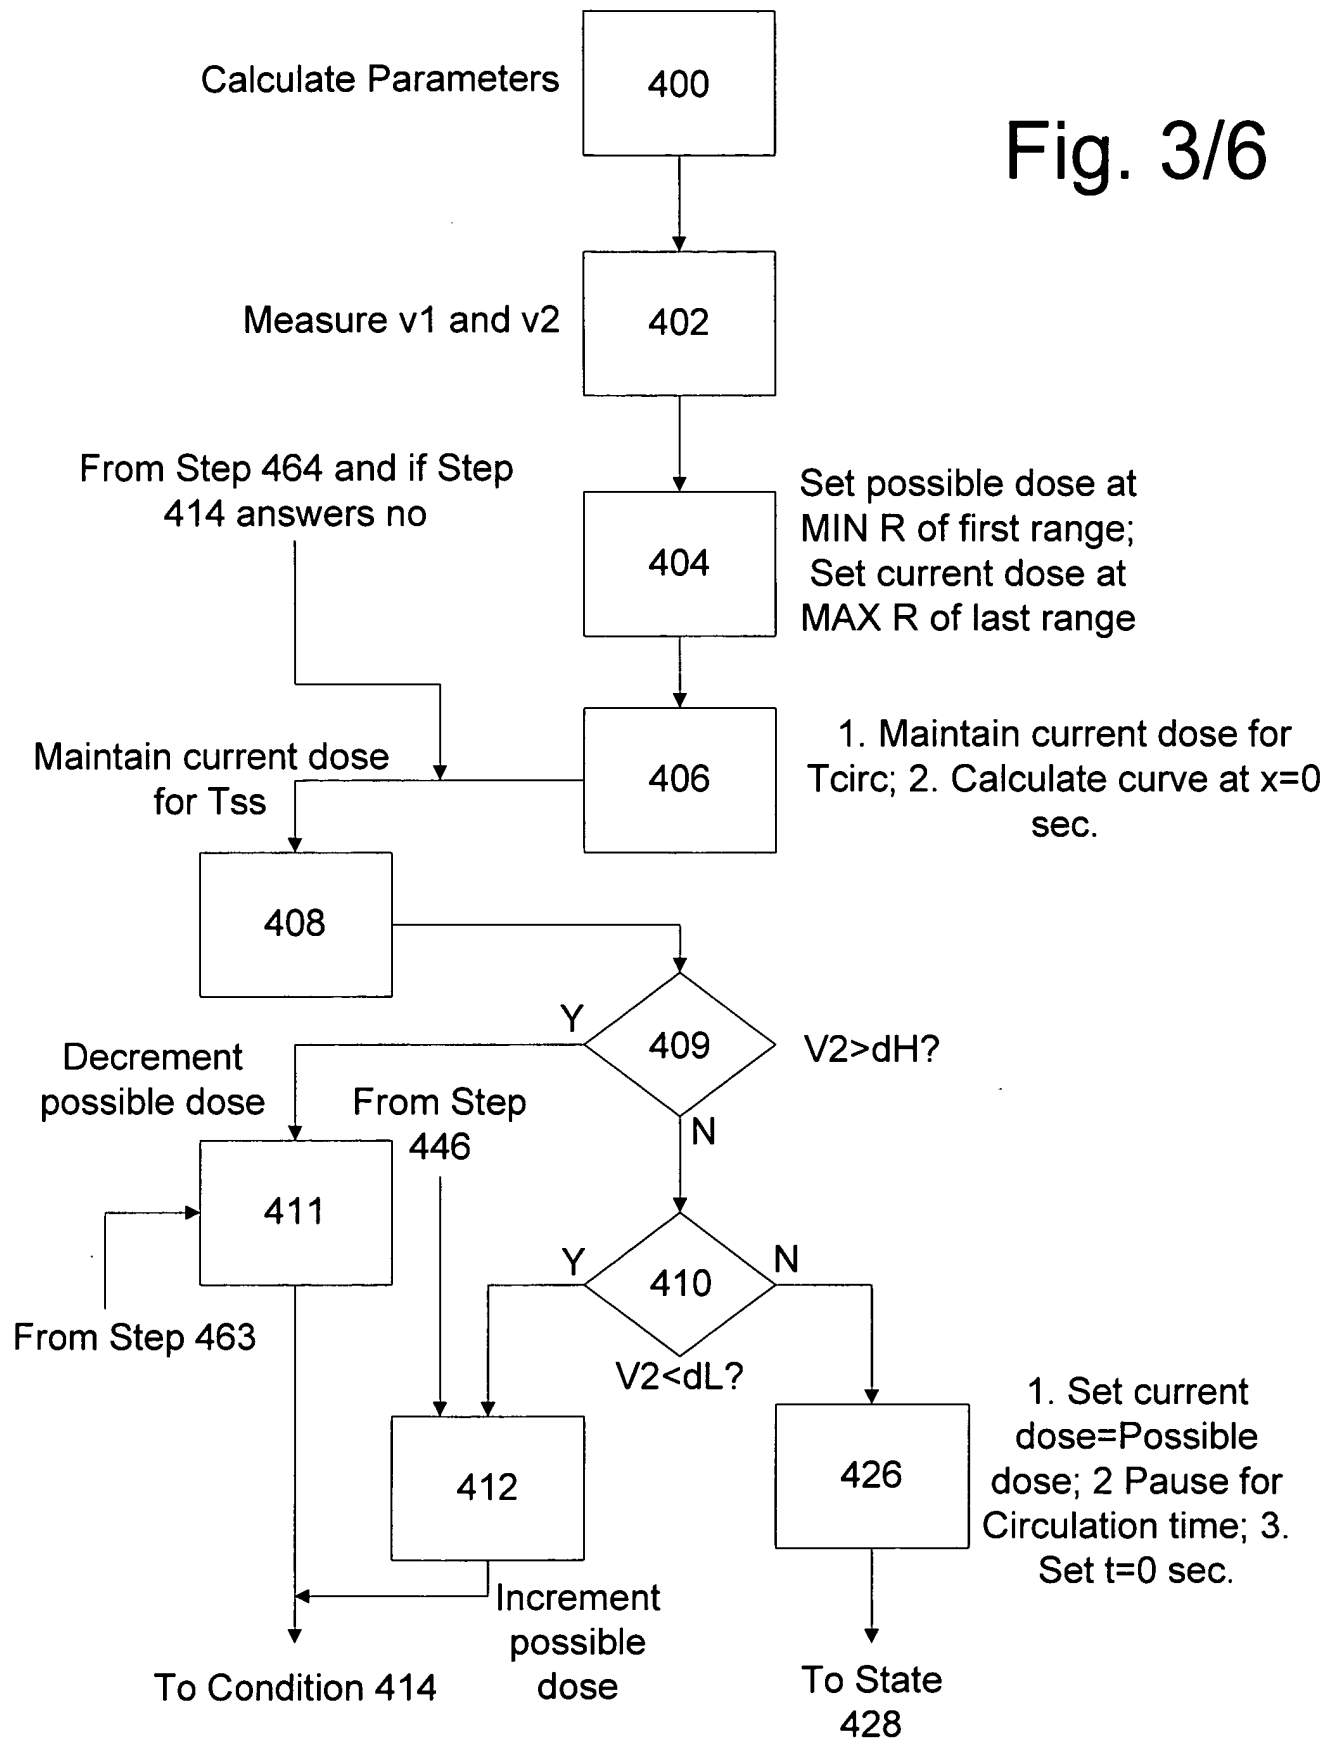 Calculate Parameters
400
Fig. 3/6
Measure v1 and v2
402
From Step 464 and if Step
414 answers no
404
Set possible dose at
MIN R of first range;
Set current dose at
MAX R of last range
Maintain current dose
for Tss
406
1. Maintain current dose for
Tcirc; 2. Calculate curve at x=0
sec.
408
Y
409
V2>dH?
N
Decrement
possible dose
From Step
446
411
From Step 463
Y
410
N
V2<dL?
412
426
1. Set current
dose=Possible
dose; 2 Pause for
Circulation time; 3.
Set t=0 sec.
Increment
possible
dose
To Condition 414
To State
428